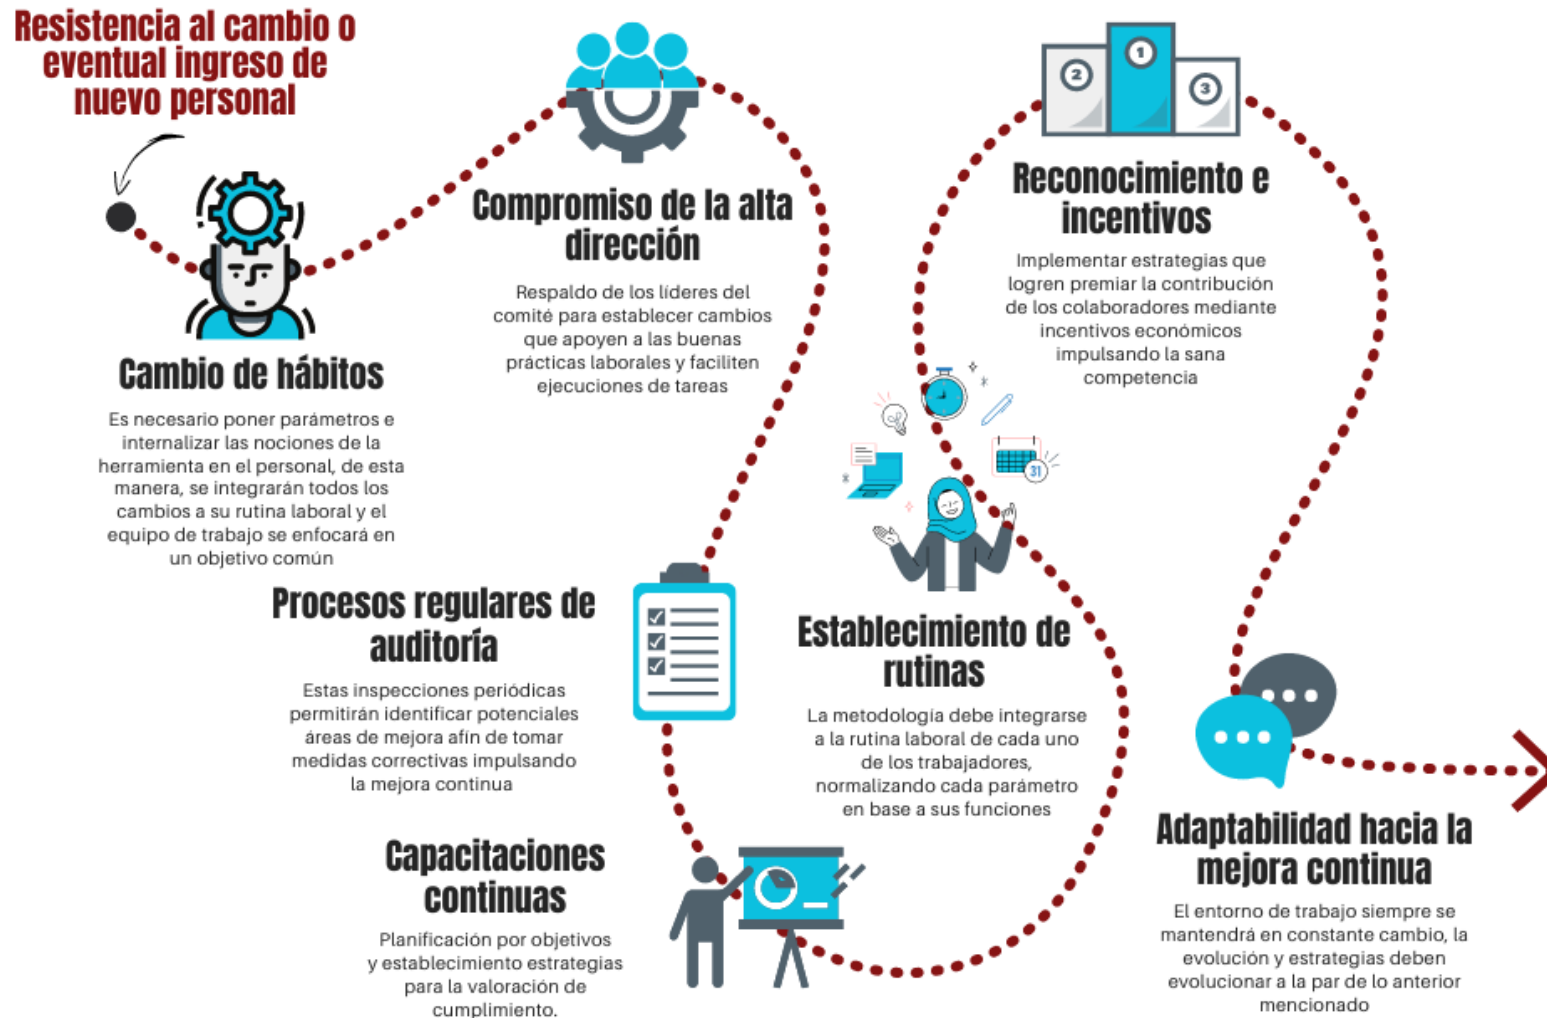 Resistencia al cambio o
eventual ingreso de
nuevo personal
Cambio de hábitos
Es necesario poner parámetros e
internalizar las nociones de la
herramienta en el personal, de esta
manera, se integrarán todos los
cambios a su rutina laboral y el
equipo de trabajo se enfocará en
un objetivo común
Compromiso de la alta
dirección
Respaldo de los líderes del
comité para establecer cambios
que apoyen a las buenas
prácticas laborales y faciliten
ejecuciones de tareas
Procesos regulares de
auditoría
Estas inspecciones periódicas
permitirán identificar potenciales
áreas de mejora afín de tomar
medidas correctivas impulsando
la mejora continua
Capacitaciones
continuas
Planificación por objetivos
y establecimiento estrategias
para la valoración de
cumplimiento.
31
Establecimiento de
rutinas
La metodología debe integrarse
a la rutina laboral de cada uno
de los trabajadores,
normalizando cada parámetro
en base a sus funciones
2
1
3
Reconocimiento e
incentivos
Implementar estrategias que
logren premiar la contribución
de los colaboradores mediante
incentivos económicos
impulsando la sana
competencia
Adaptabilidad hacia la
mejora continua
El entorno de trabajo siempre se
mantendrá en constante cambio, la
evolución y estrategias deben
evolucionar a la par de lo anterior
mencionado